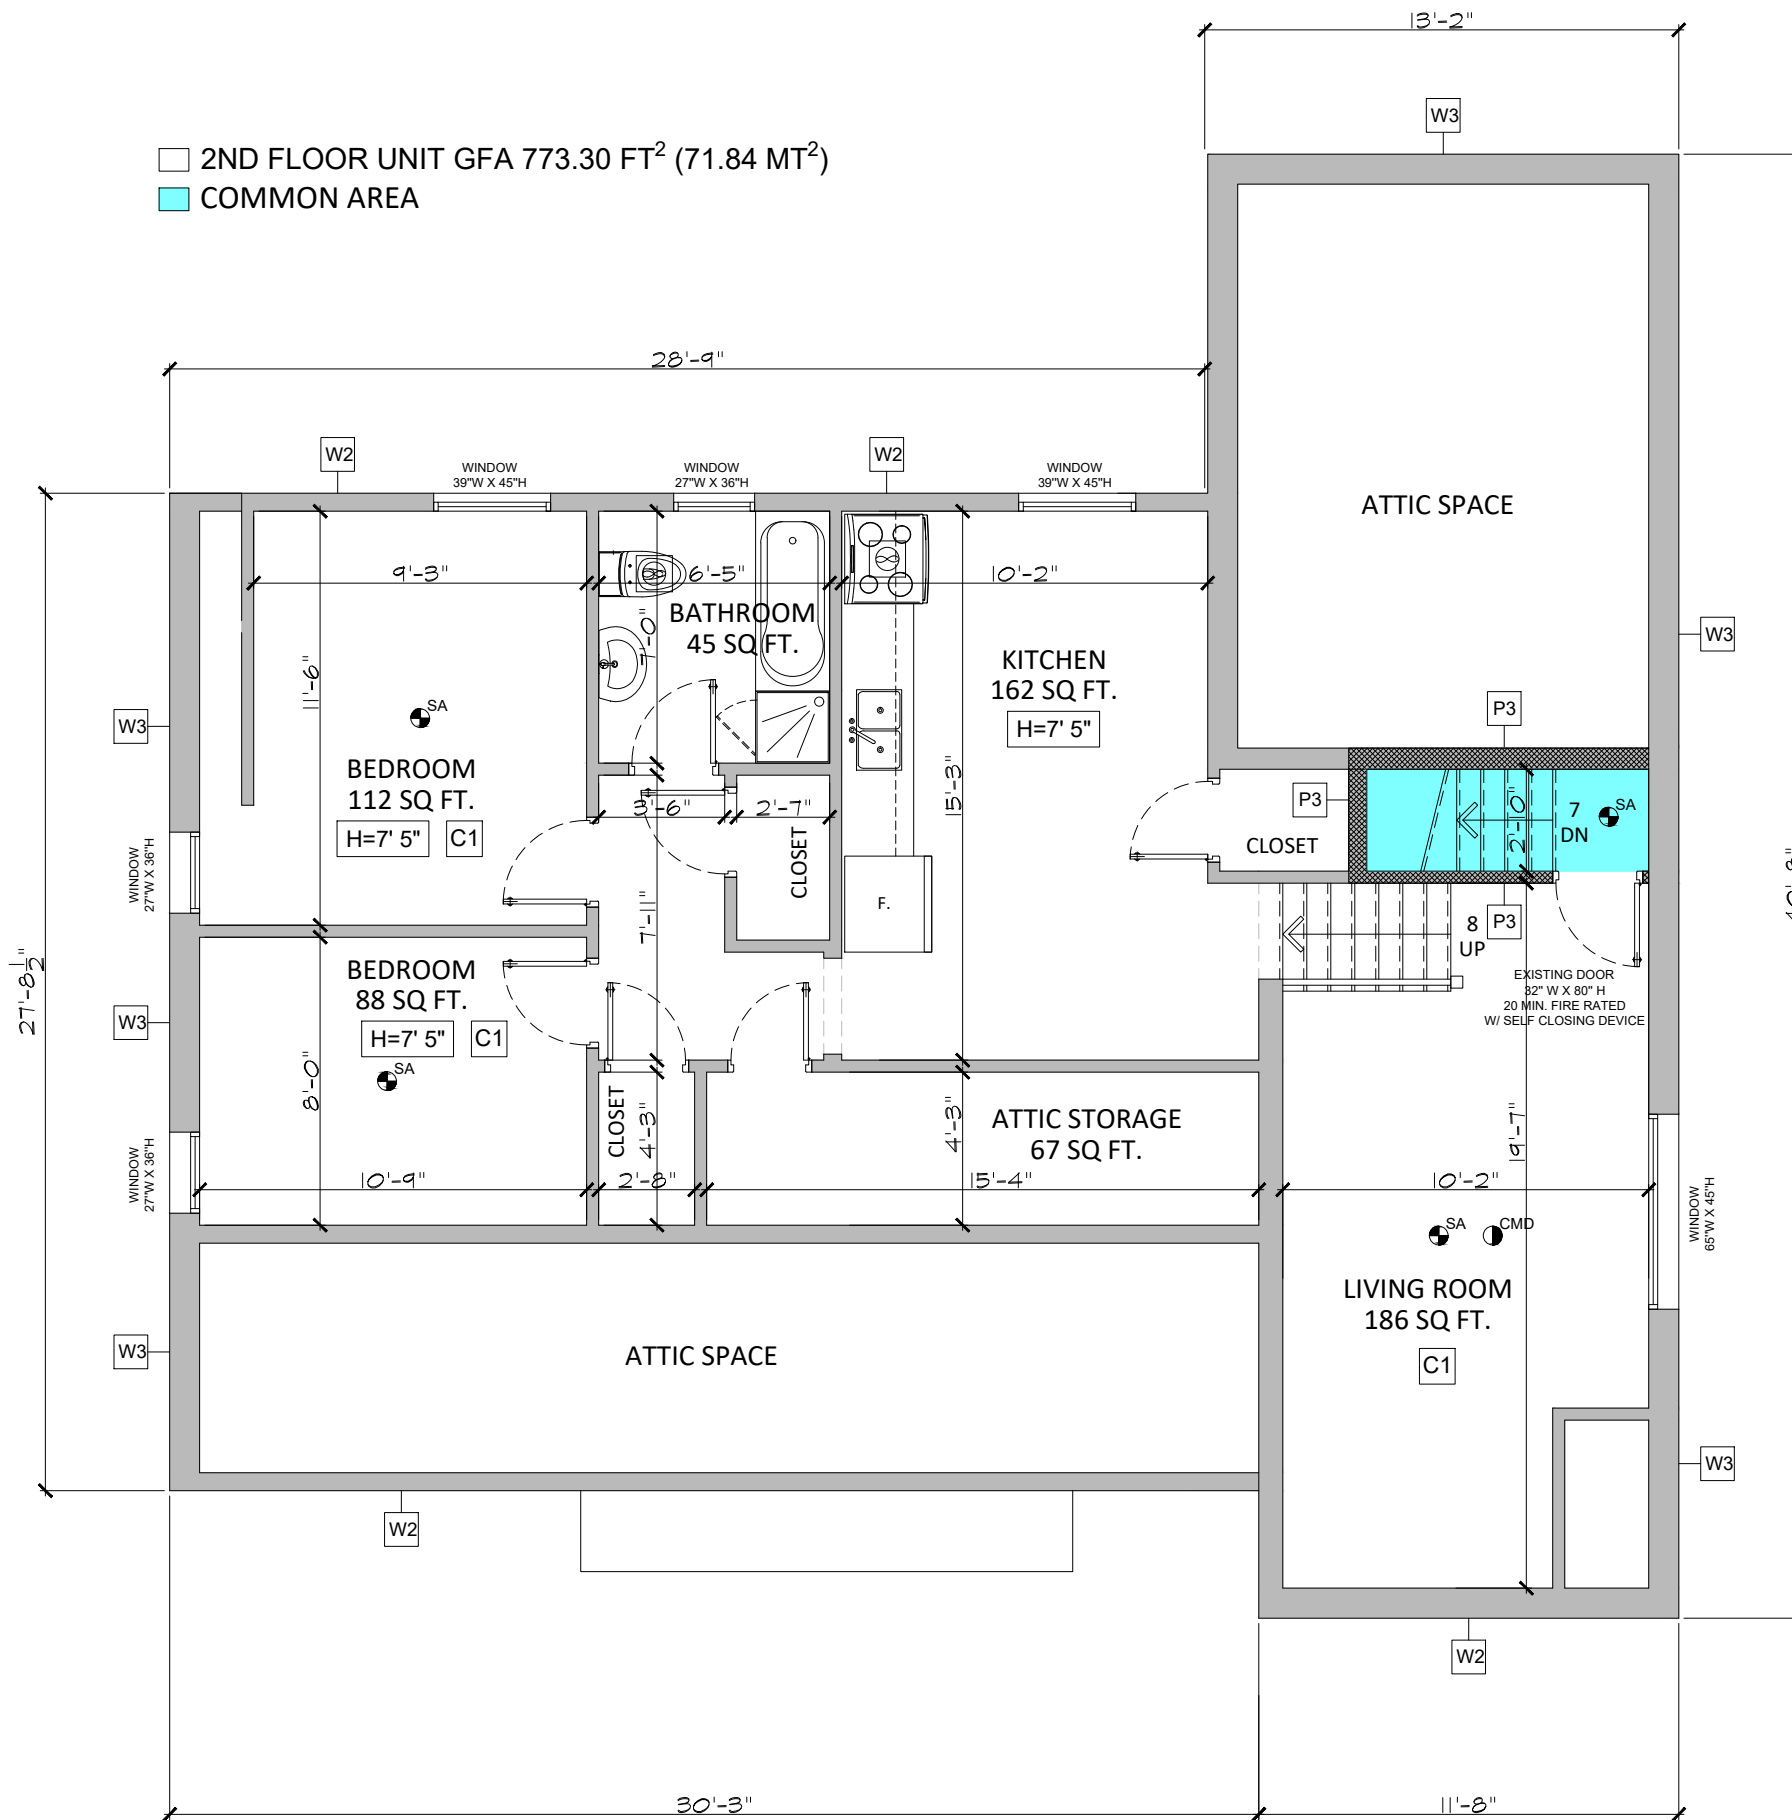 13'-2"
W3
2ND FLOOR UNIT GFA 773.30 FT² (71.84 MT²)
COMMON AREA
28'-9"
W2
W2
WINDOW
39"W X 45"H
WINDOW
27"W X 36"H
WINDOW
39"W X 45"H
ATTIC SPACE
9'-3"
6'-5"
10'-2"
BATHROOM
45 SQ FT.
7'-0"
W3
KITCHEN
162 SQ FT.
H=7' 5"
11'-6"
SA
W3
P3
BEDROOM
112 SQ FT.
H=7' 5"
C1
3'-6"
2'-7"
CLOSET
15'-3"
P3
CLOSET
2'-10"
7
DN
SA
WINDOW
27"W X 36"H
F.
7'-11"
8
UP
P3
27'-8½"
BEDROOM
88 SQ FT.
H=7' 5"
C1
SA
W3
8'-0"
EXISTING DOOR
32" W X 80" H
20 MIN. FIRE RATED
W/ SELF CLOSING DEVICE
CLOSET
4'-3"
4'-3"
ATTIC STORAGE
67 SQ FT.
19'-7"
WINDOW
27"W X 36"H
10'-9"
2'-8"
15'-4"
10'-2"
WINDOW
65"W X 45"H
SA
CMD
LIVING ROOM
186 SQ FT.
C1
W3
ATTIC SPACE
W3
W2
W2
30'-3"
11'-8"